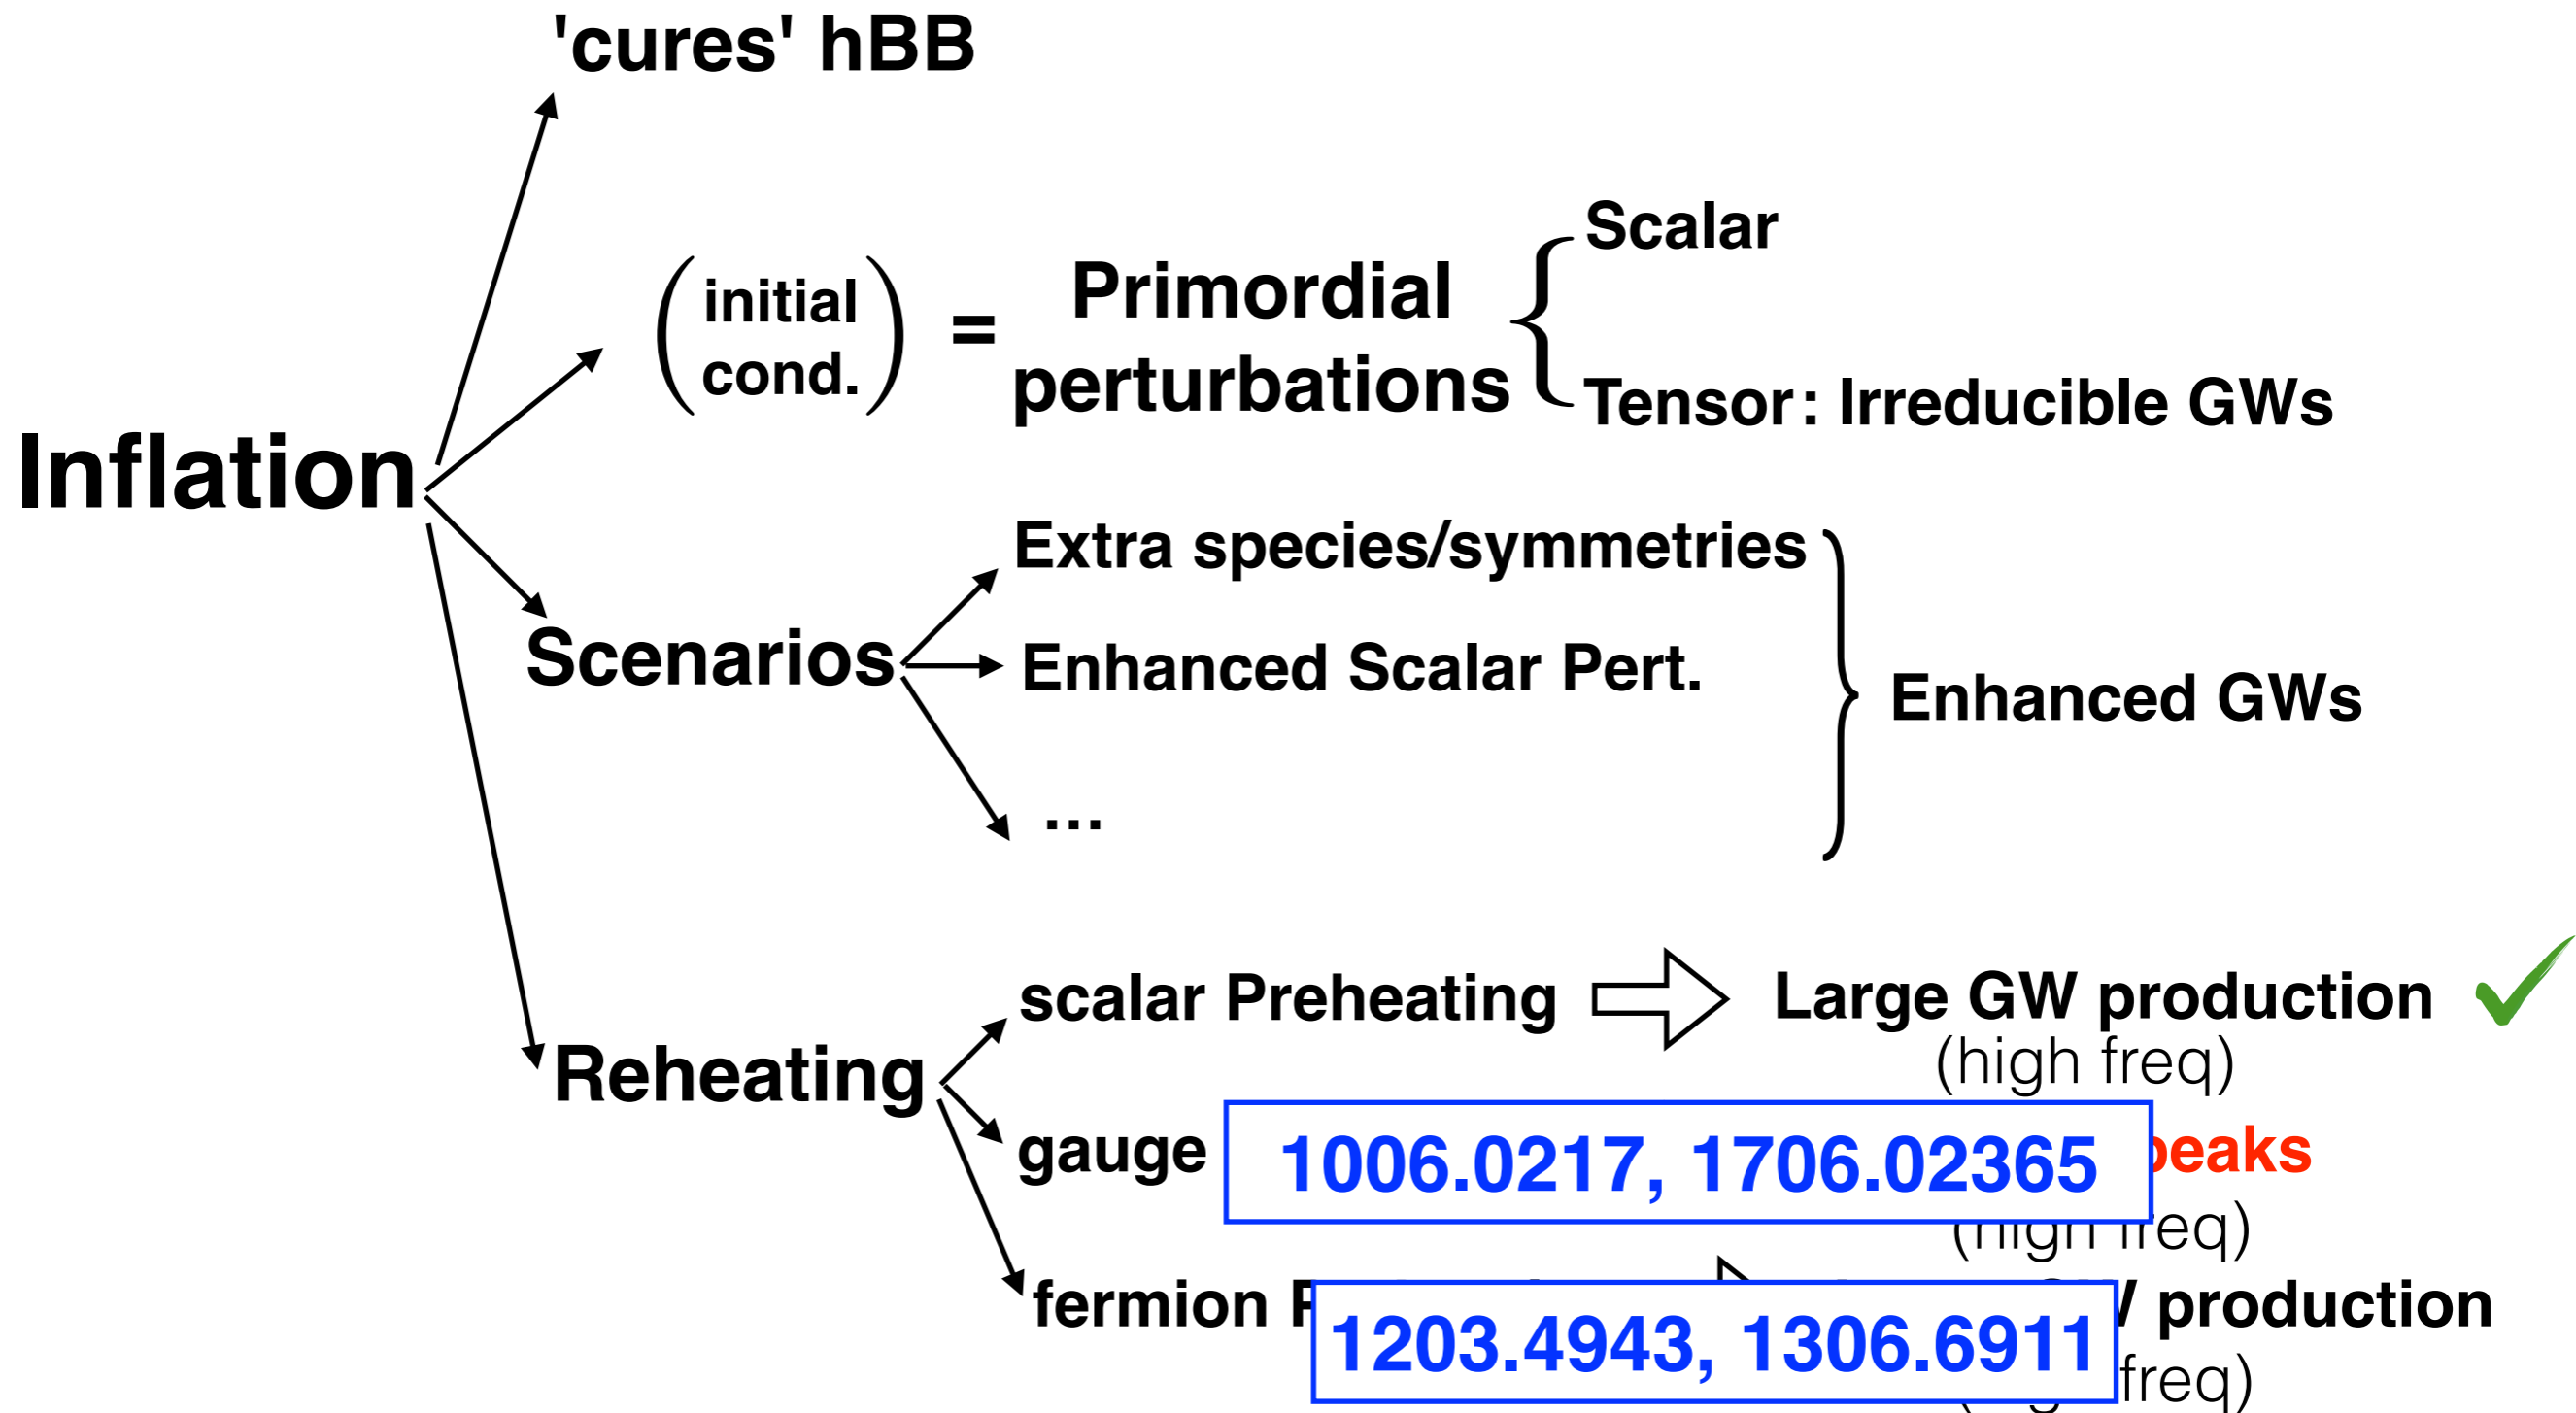 'cures' hBB
initial
cond.
=
Primordial
perturbations
Scalar
Tensor: Irreducible GWs
Inflation
Extra species/symmetries
Scenarios
Enhanced Scalar Pert.
Enhanced GWs
...
scalar Preheating
Large GW production
(high freq)
Reheating
gauge
1006.0217, 1706.02365
(high freq)
fermion
production
1203.4943, 1306.6911
freq)